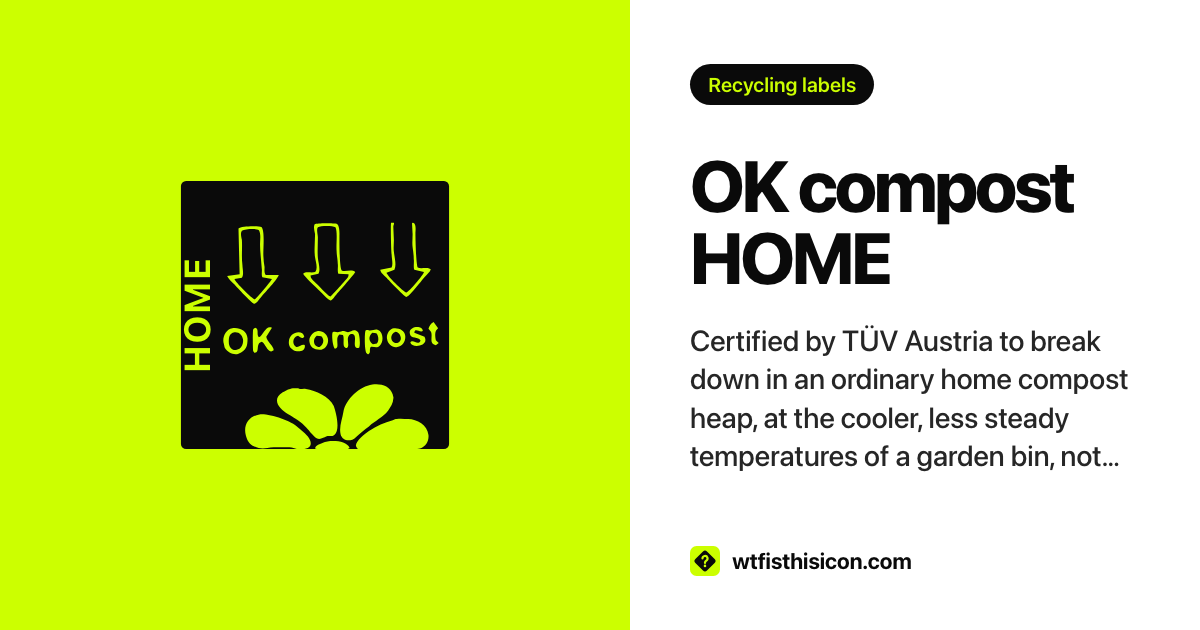 HOME
OK compost
Recycling labels
OK compost
HOME
Certified by TÜV Austria to break
down in an ordinary home compost
heap, at the cooler, less steady
temperatures of a garden bin, not...
?
wtfisthisicon.com